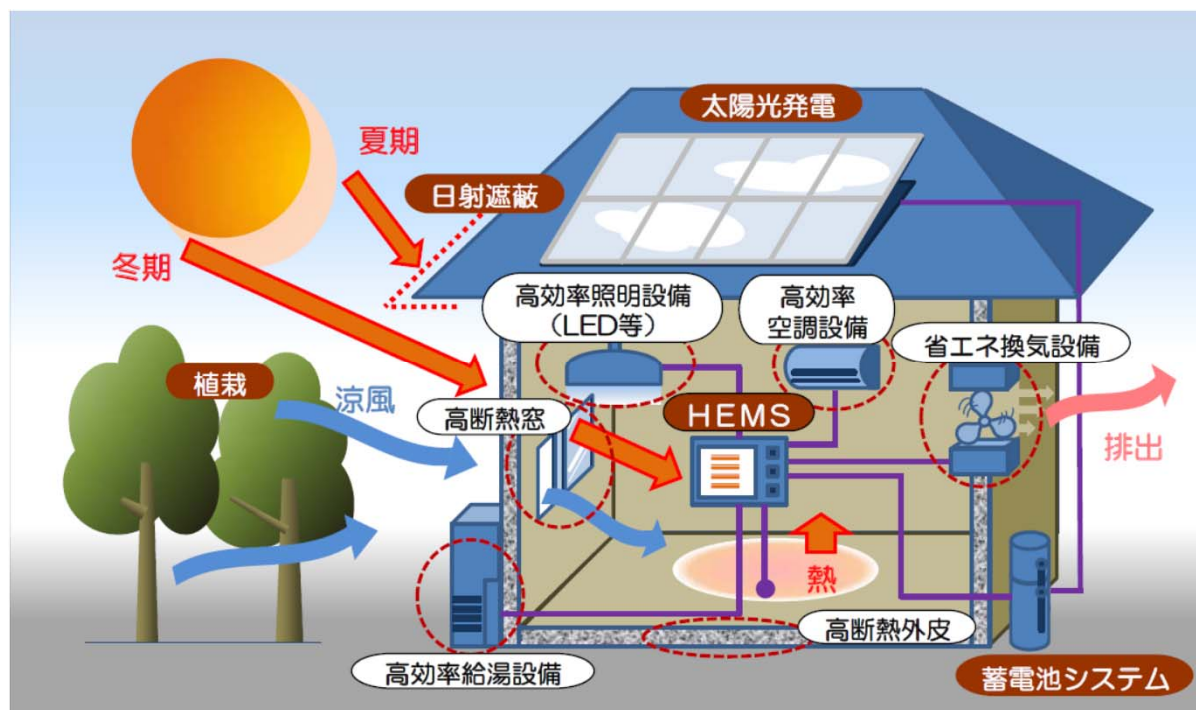 太陽光発電
夏期
日射遮蔽
冬期
高効率照明設備
(LED等)
高効率
空調設備
省エネ換気設備
植栽
涼風
高断熱窓
HEMS
排出
熱
高断熱外皮
高効率給湯設備
蓄電池システム